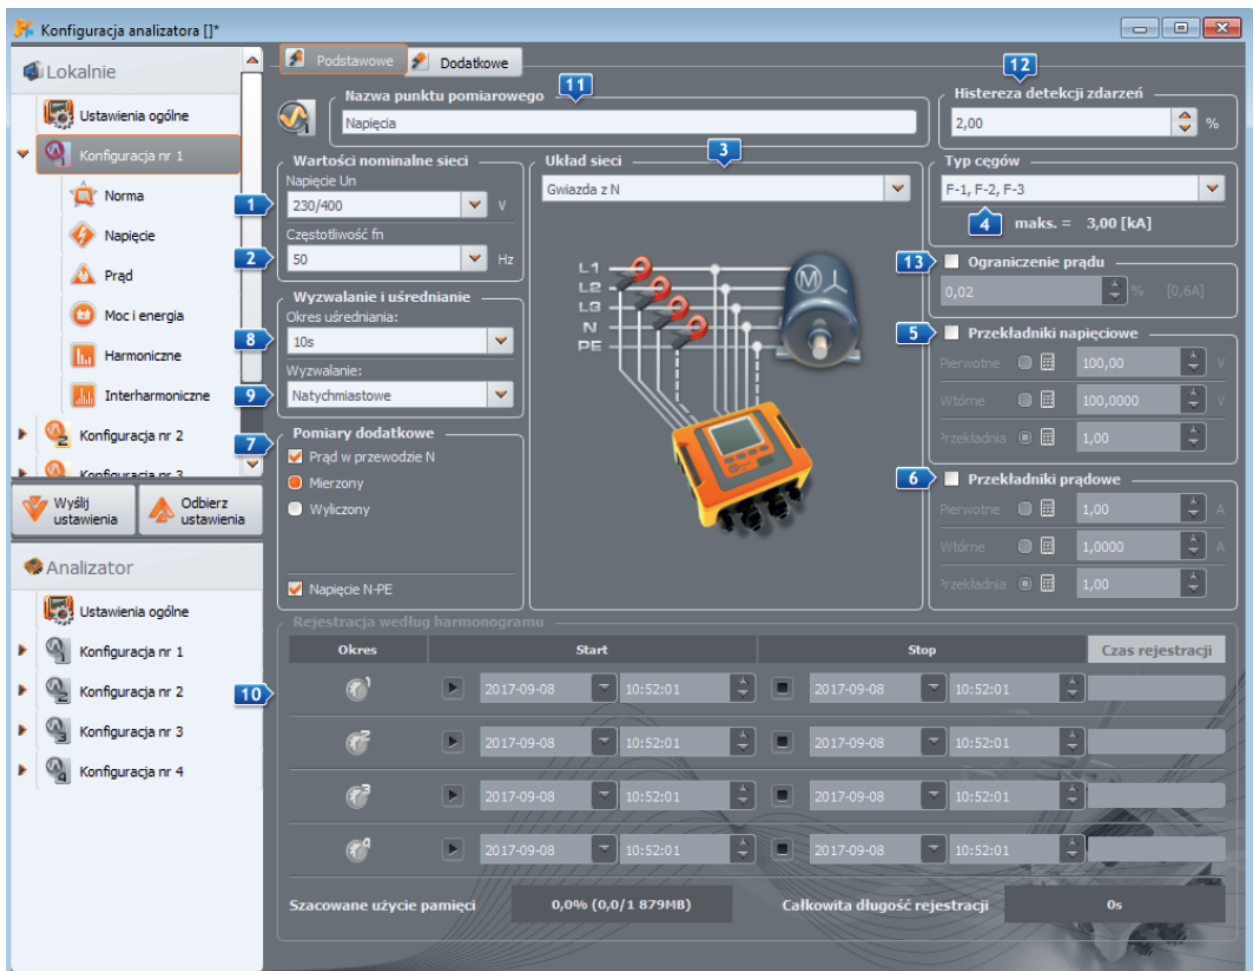 Konfiguracja analizatora []*
Lokalnie
Ustawienia ogólne
Konfiguracja nr 1
Norma
Napięcie
Prąd
Moc i energia
Harmoniczne
Interharmoniczne
Konfiguracja nr 2
Konfiguracja nr 3
Wyślij ustawienia
Odbierz ustawienia
Analizator
Ustawienia ogólne
Konfiguracja nr 1
Konfiguracja nr 2
Konfiguracja nr 3
Konfiguracja nr 4
Podstawowe
Dodatkowe
11
Nazwa punktu pomiarowego
Napięcia
12
Histereza detekcji zdarzeń
2,00 %
Wartości nominalne sieci
Napięcie Un
1
230/400 V
Częstotliwość fn
2
50 Hz
Wyzwalanie i uśrednianie
Okres uśredniania:
8
10s
Wyzwalanie:
9
Natychmiastowe
7
Pomiary dodatkowe
Prąd w przewodzie N
Mierzony
Wyliczony
Napięcie N-PE
3
Układ sieci
Gwiazda z N
L1
L2
L3
N
PE
M
Typ cęgów
F-1, F-2, F-3
4
maks. = 3,00 [kA]
13
Ograniczenie prądu
0,02 % [0,6A]
5
Przekładniki napięciowe
Pierwotne 100,00 V
Wtórne 100,0000 V
Przekładnia 1,00
6
Przekładniki prądowe
Pierwotne 1,00 A
Wtórne 1,0000 A
Przekładnia 1,00
Rejestracja według harmonogramu
Okres Start Stop Czas rejestracji
10
1 2017-09-08 10:52:01 2017-09-08 10:52:01
2 2017-09-08 10:52:01 2017-09-08 10:52:01
3 2017-09-08 10:52:01 2017-09-08 10:52:01
4 2017-09-08 10:52:01 2017-09-08 10:52:01
Szacowane użycie pamięci 0,0% (0,0/1 879MB) Całkowita długość rejestracji 0s